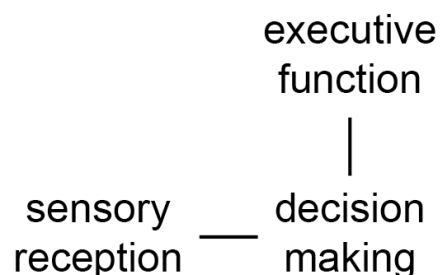 executive
function
sensory
reception
decision
making